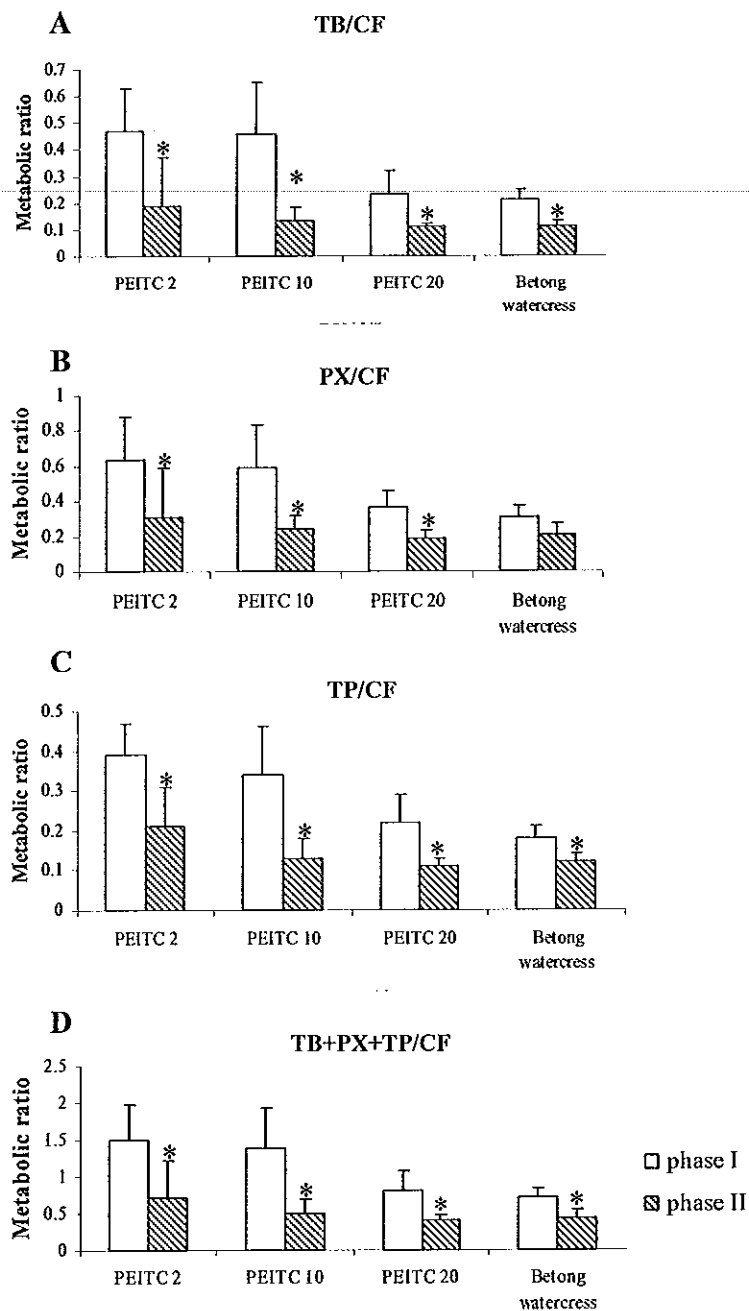 A
TB/CF
Metabolic ratio
0.7
0.6
0.5
0.4
0.3
0.2
0.1
0
*
*
*
*
PEITC 2
PEITC 10
PEITC 20
Betong
watercress
B
PX/CF
Metabolic ratio
1
0.8
0.6
0.4
0.2
0
*
*
*
PEITC 2
PEITC 10
PEITC 20
Betong
watercress
C
TP/CF
Metabolic ratio
0.5
0.4
0.3
0.2
0.1
0
*
*
*
*
PEITC 2
PEITC 10
PEITC 20
Betong
watercress
D
TB+PX+TP/CF
Metabolic ratio
2.5
2
1.5
1
0.5
0
*
*
*
*
PEITC 2
PEITC 10
PEITC 20
Betong
watercress
phase I
phase II